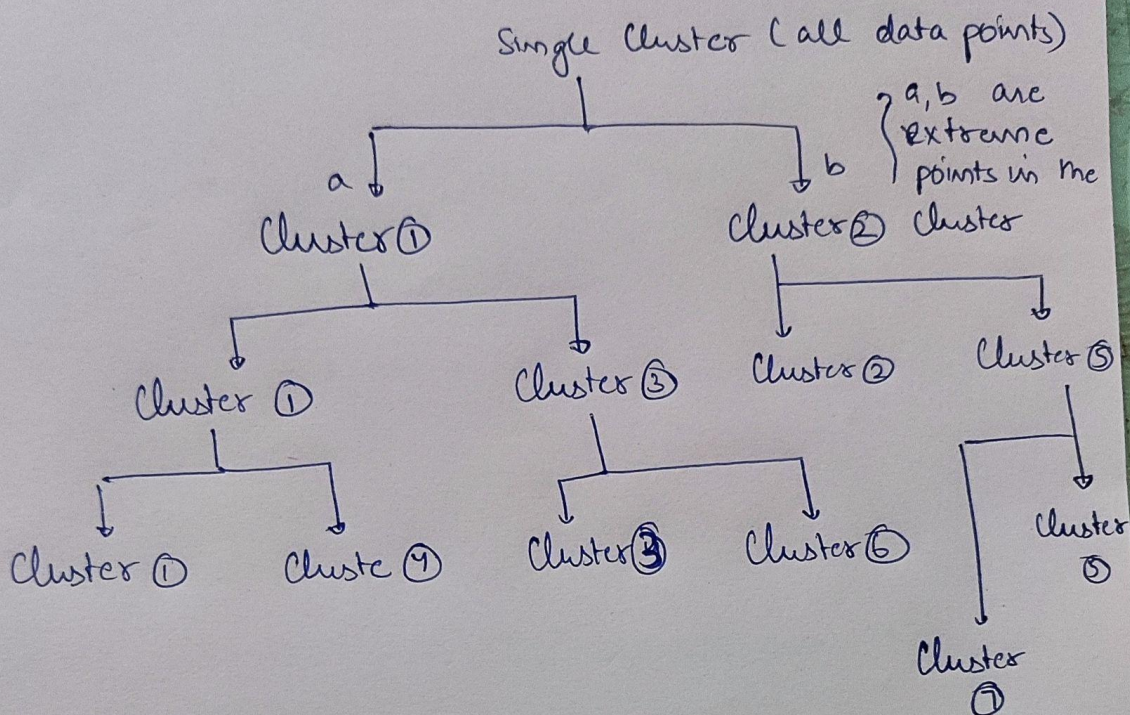 Single Cluster (all data points)
a, b are
extreme
points in the
cluster
a
b
Cluster ①
Cluster ②
Cluster ①
Cluster ③
Cluster ②
Cluster ⑤
Cluster ①
Cluste ④
Cluster ③
Cluster ⑥
Cluster
⑤
Cluster
⑦